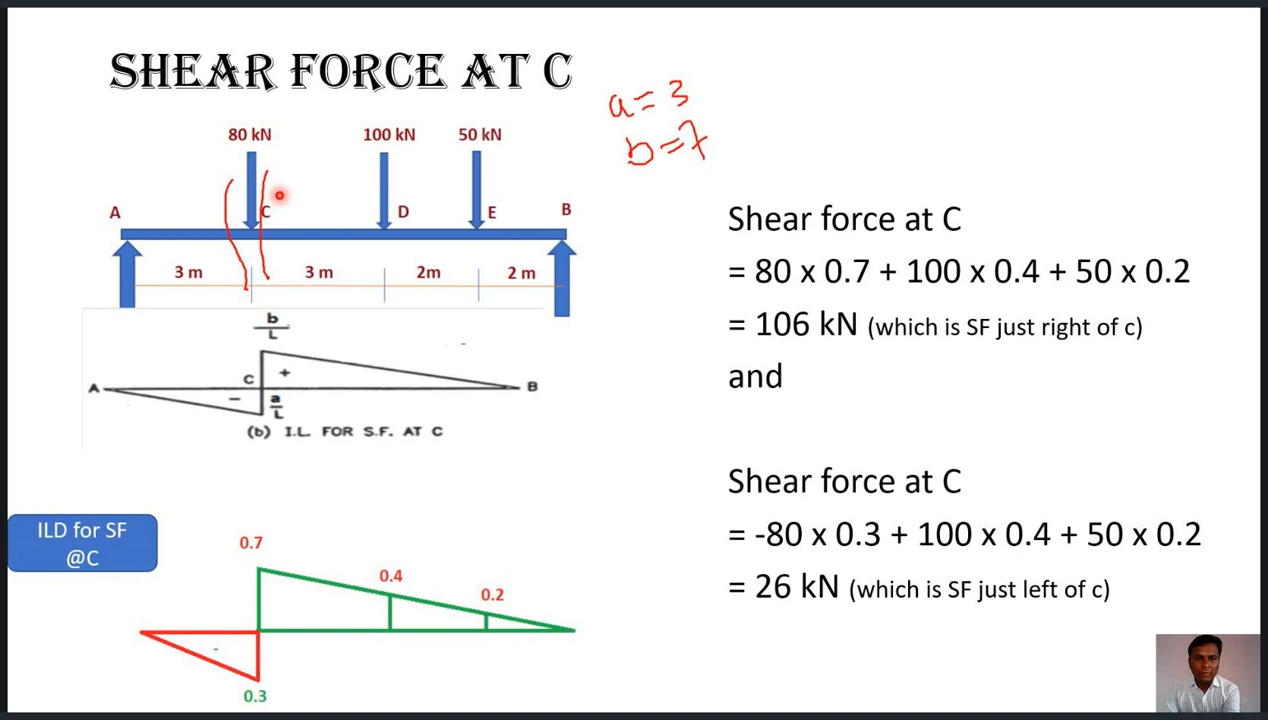 SHEAR FORCE AT C
a=3
b=7
80 kN
100 kN
50 kN
A
C
D
E
B
3 m
3 m
2m
2 m
b
L
A
C
+
B
−
a
L
(b) I.L. FOR S.F. AT C
ILD for SF
@C
0.7
0.4
0.2
-
0.3
Shear force at C
= 80 x 0.7 + 100 x 0.4 + 50 x 0.2
= 106 kN (which is SF just right of c)
and
Shear force at C
= -80 x 0.3 + 100 x 0.4 + 50 x 0.2
= 26 kN (which is SF just left of c)